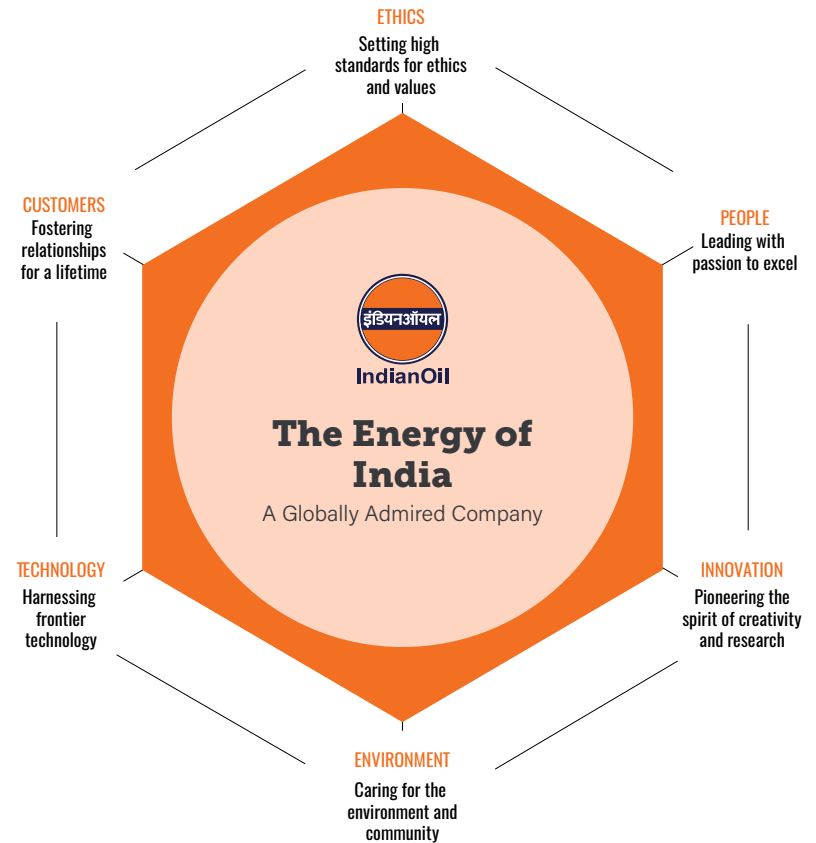 ETHICS
Setting high
standards for ethics
and values
CUSTOMERS
Fostering
relationships
for a lifetime
PEOPLE
Leading with
passion to excel
इंडियनऑयल
IndianOil
The Energy of
India
A Globally Admired Company
TECHNOLOGY
Harnessing
frontier
technology
INNOVATION
Pioneering the
spirit of creativity
and research
ENVIRONMENT
Caring for the
environment and
community